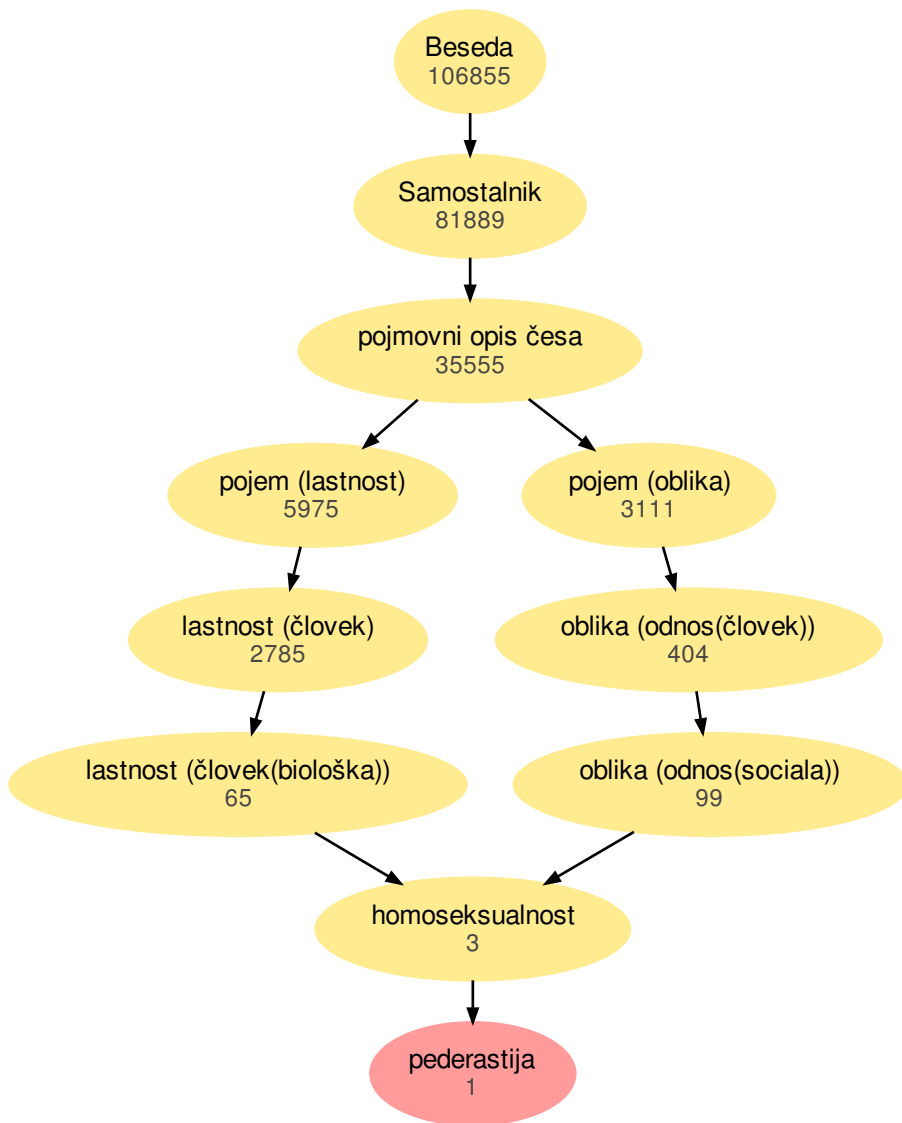 Beseda
106855
Samostalnik
81889
pojmovni opis česa
35555
pojem (lastnost)
5975
pojem (oblika)
3111
lastnost (človek)
2785
oblika (odnos(človek))
404
lastnost (človek(biološka))
65
oblika (odnos(sociala))
99
homoseksualnost
3
pederastija
1